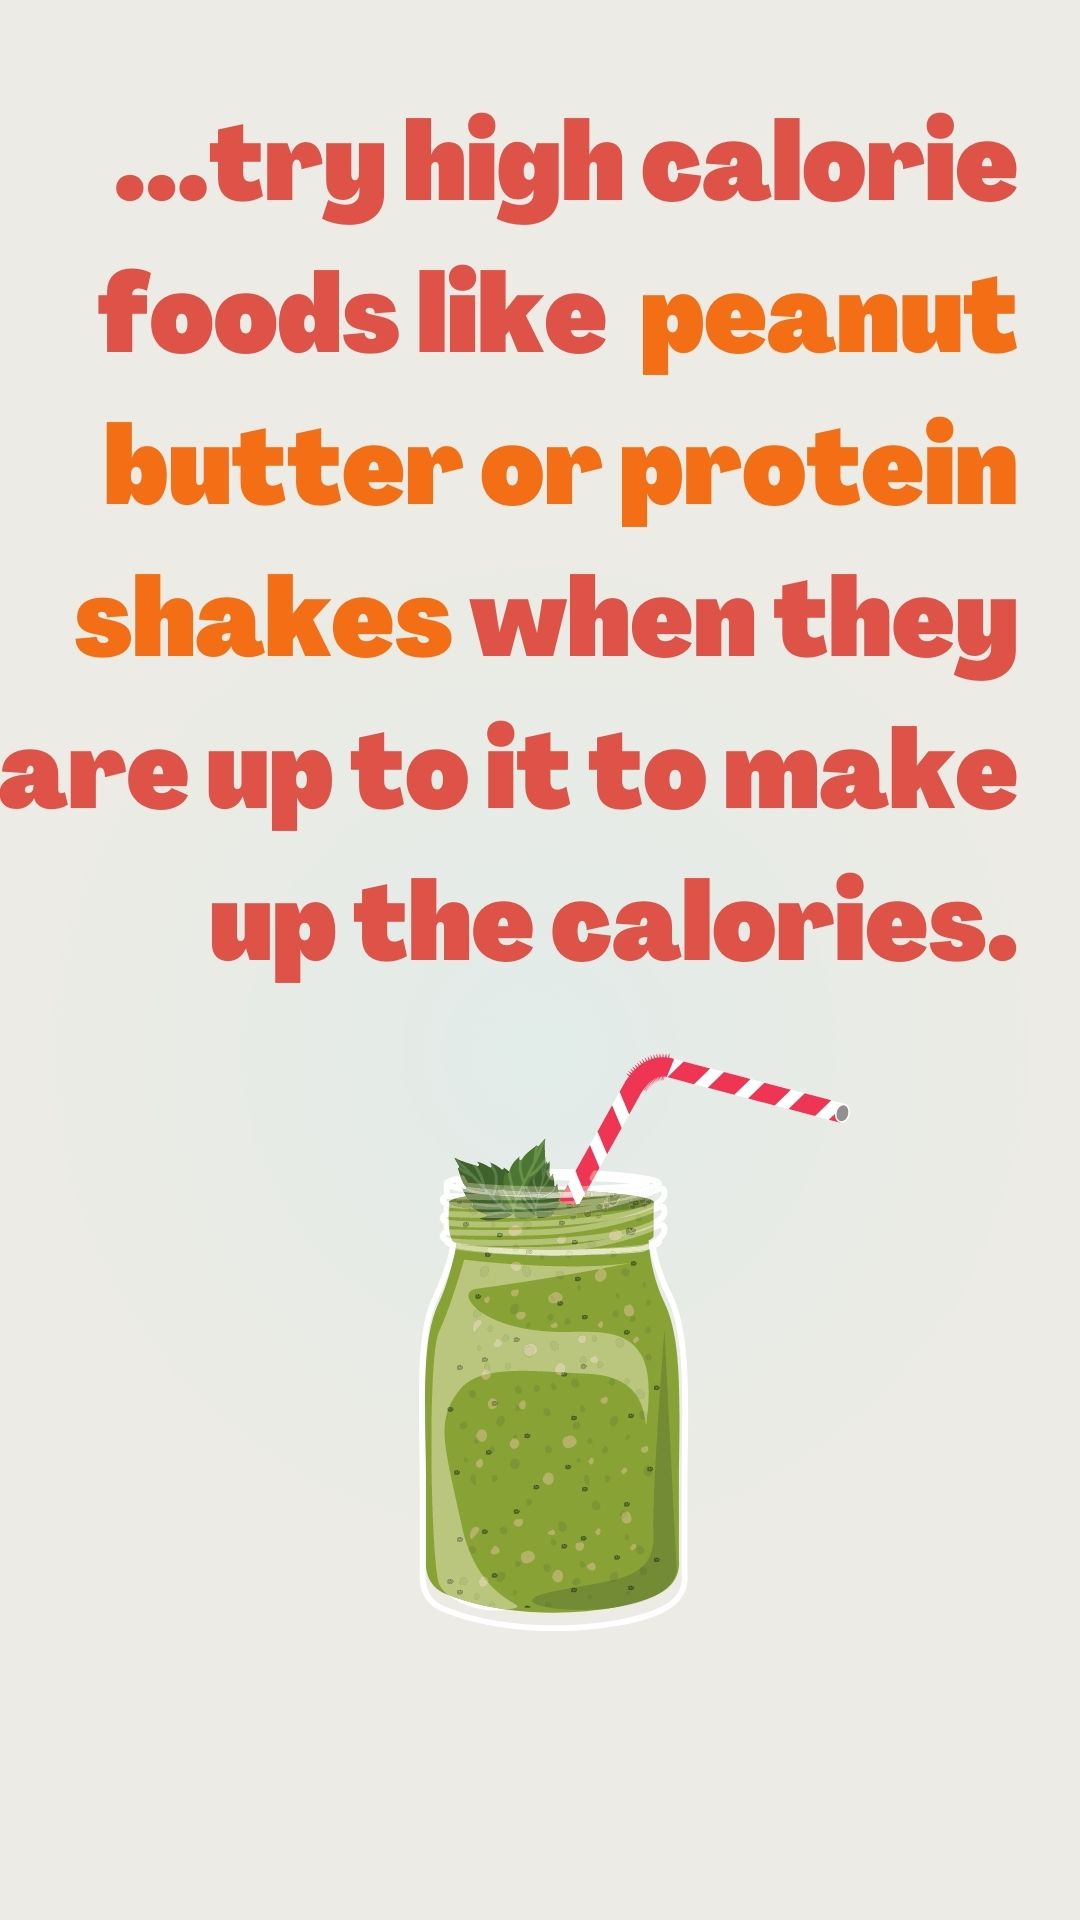 ...try high calorie
foods like peanut
butter or protein
shakes when they
are up to it to make
up the calories.